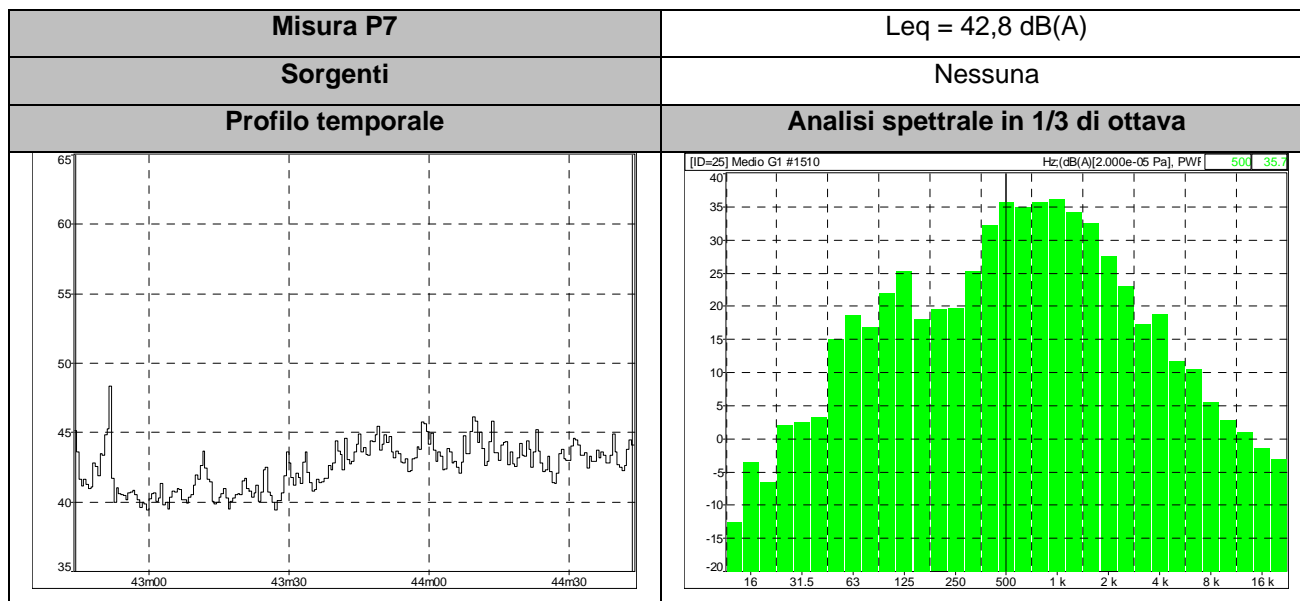 Misura P7
Leq = 42,8 dB(A)
Sorgenti
Nessuna
Profilo temporale
Analisi spettrale in 1/3 di ottava
65
60
55
50
45
40
35
43m00 43m30 44m00 44m30
[ID=25] Medio G1 #1510 Hz;(dB(A)[2.000e-05 Pa], PWR 500 35.7
40
35
30
25
20
15
10
5
0
-5
-10
-15
-20
16 31.5 63 125 250 500 1 k 2 k 4 k 8 k 16 k